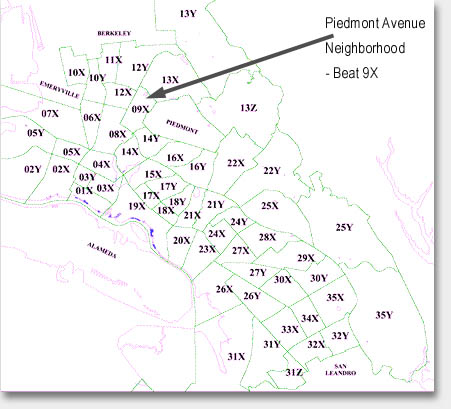 13Y
Piedmont Avenue
Neighborhood
- Beat 9X
BERKELEY
11X
12Y
10X
10Y
13X
EMERYVILLE
12X
09X
13Z
07X
06X
PIEDMONT
05Y
08X
14Y
05X
14X
16X
02Y
02X
04X
16Y
22X
22Y
03Y
15X
01X
03X
17Y
17X
18Y
19X
18X
21X
21Y
25X
24Y
25Y
20X
24X
28X
23X
27X
ALAMEDA
29X
27Y
30X
30Y
26X
26Y
35X
34X
35Y
33X
32Y
31Y
32X
31X
31Z
SAN
LEANDRO